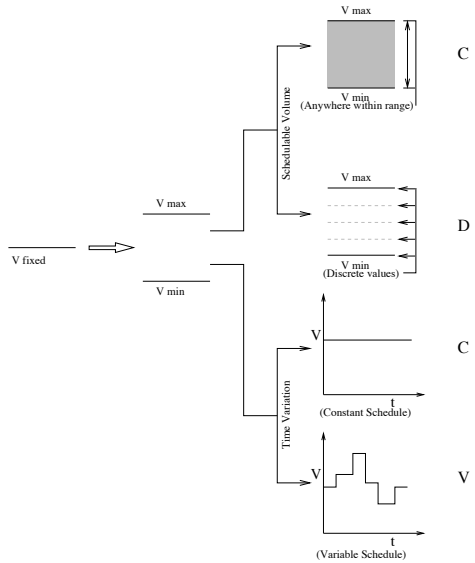 V max
C
V min
(Anywhere within range)
Schedulable Volume
V max
V max
D
V fixed
V min
(Discrete values)
V min
V
C
t
(Constant Schedule)
Time Variation
V
V
t
(Variable Schedule)